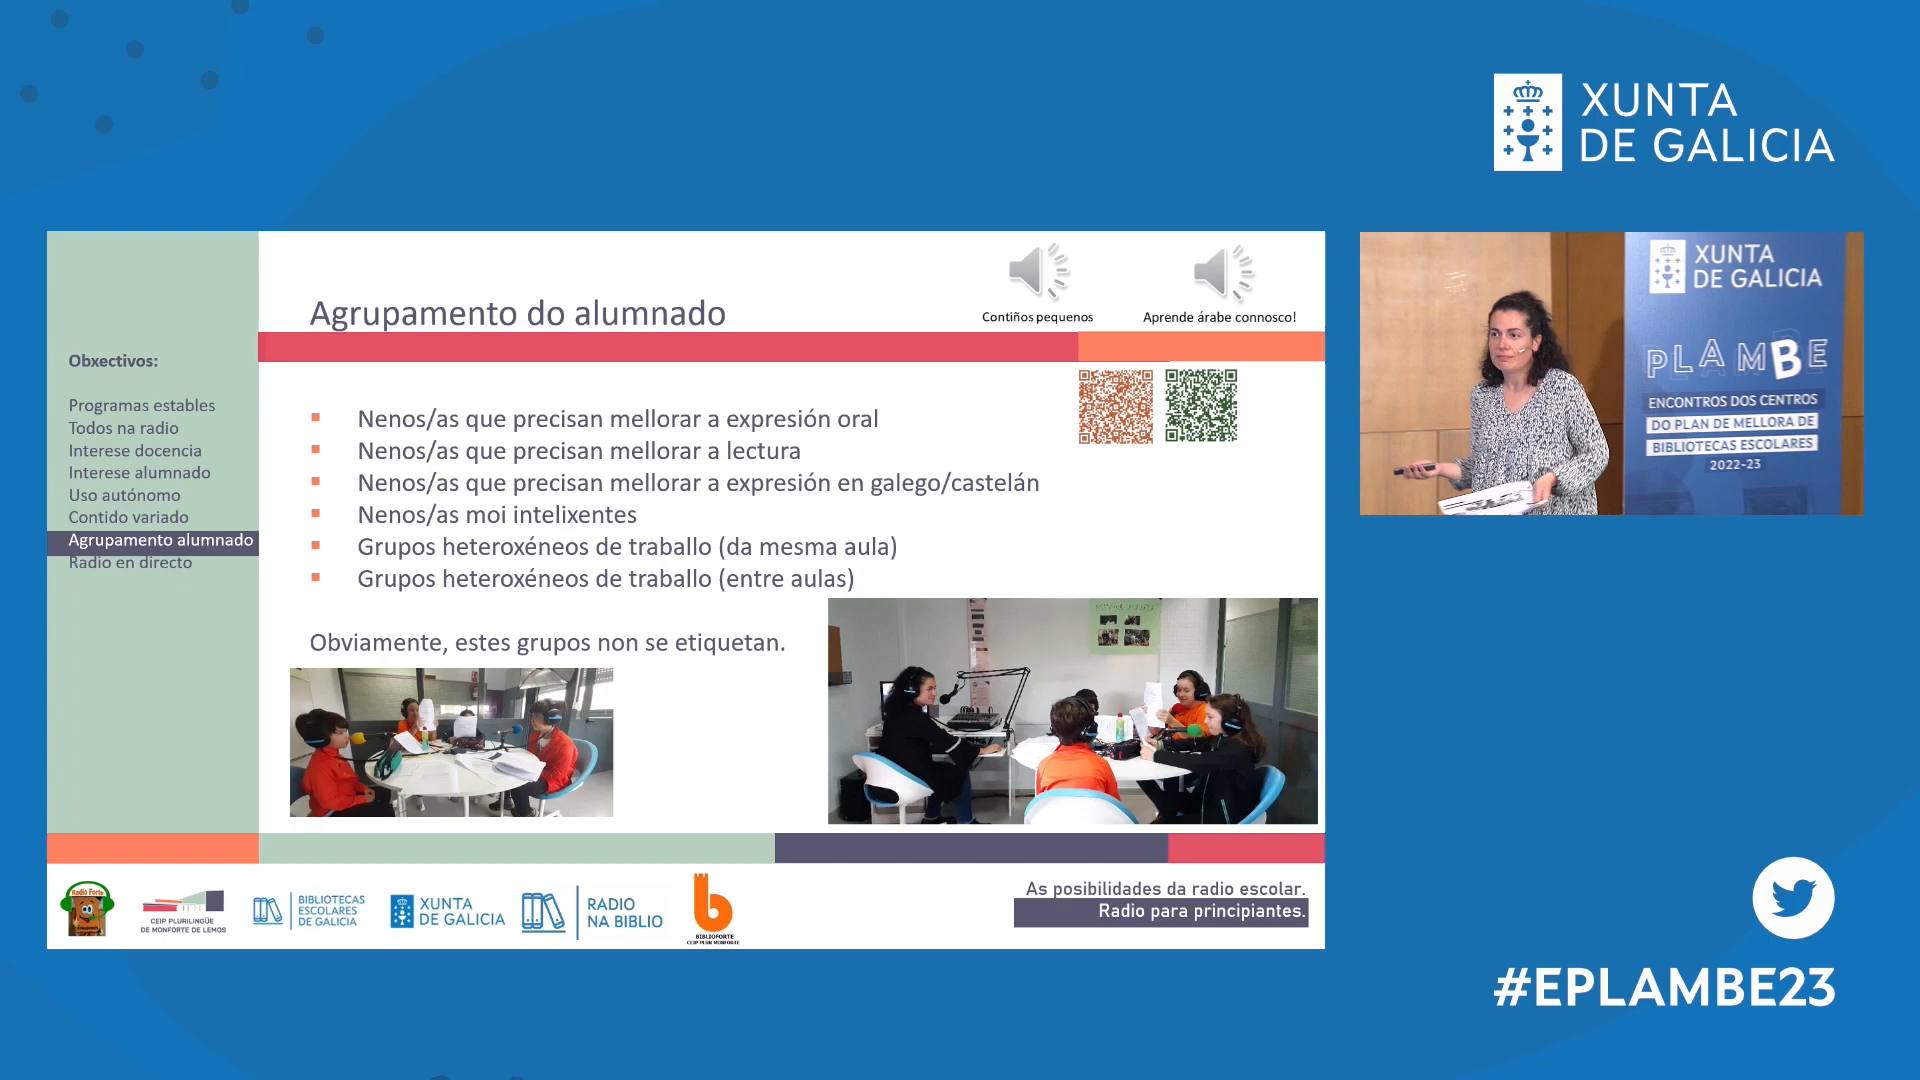 XUNTA
DE GALICIA
Agrupamento do alumnado
Contiños pequenos
Aprende árabe connosco!
Obxectivos:
Programas estables
Todos na radio
Interese docencia
Interese alumnado
Uso autónomo
Contido variado
Agrupamento alumnado
Radio en directo
Nenos/as que precisan mellorar a expresión oral
Nenos/as que precisan mellorar a lectura
Nenos/as que precisan mellorar a expresión en galego/castelán
Nenos/as moi intelixentes
Grupos heteroxéneos de traballo (da mesma aula)
Grupos heteroxéneos de traballo (entre aulas)
Obviamente, estes grupos non se etiquetan.
XUNTA
DE GALICIA
PLAMBE
ENCONTROS DOS CENTROS
DO PLAN DE MELLORA DE
BIBLIOTECAS ESCOLARES
2022-23
Radio Forte
CEIP PLURILINGÜE
DE MONFORTE DE LEMOS
BIBLIOTECAS
ESCOLARES
DE GALICIA
XUNTA
DE GALICIA
RADIO
NA BIBLIO
BIBLIOFORTE
CEIP PLURI MONFORTE
As posibilidades da radio escolar.
Radio para principiantes.
#EPLAMBE23